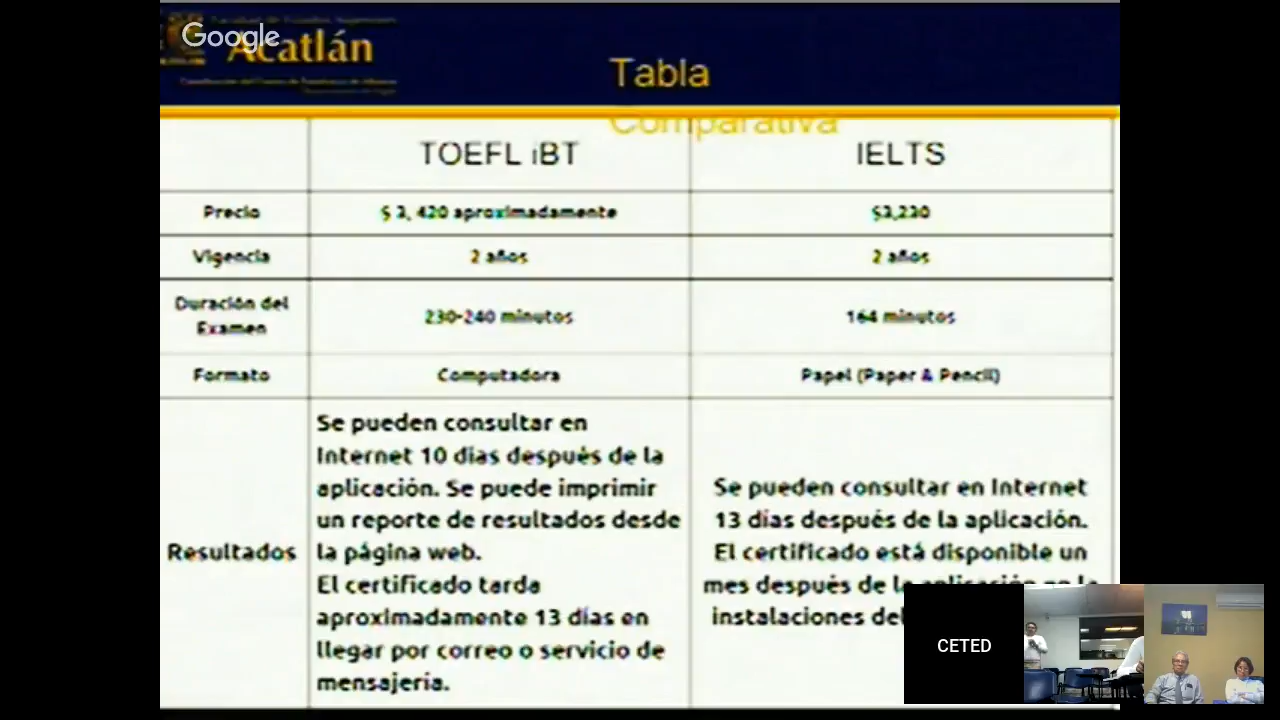 Google
Acatlán
Tabla
Comparativa
TOEFL iBT
IELTS
Precio
$ 3, 420 aproximadamente
Vigencia
2 años
2 años
Duración del
Examen
230-240 minutos
164 minutos
Formato
Computadora
Papel (Paper & Pencil)
Resultados
Se pueden consultar en
Internet 10 días después de la
aplicación. Se puede imprimir
un reporte de resultados desde
la página web.
El certificado tarda
aproximadamente 13 días en
llegar por correo o servicio de
mensajería.
Se pueden consultar en Internet
13 días después de la aplicación.
El certificado está disponible un
mes después de la
instalaciones del
CETED